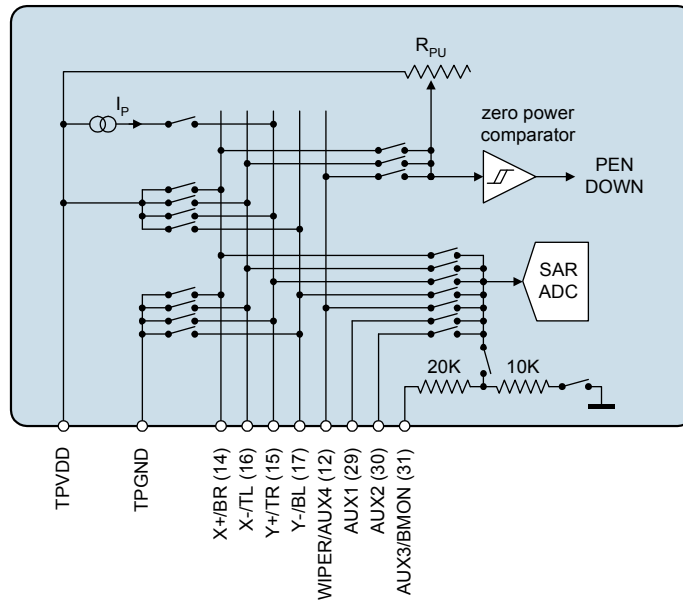 RPU
IP
zero power
comparator
PEN
DOWN
SAR
ADC
20K
10K
TPVDD
TPGND
X+/BR (14)
X-/TL (16)
Y+/TR (15)
Y-/BL (17)
WIPER/AUX4 (12)
AUX1 (29)
AUX2 (30)
AUX3/BMON (31)